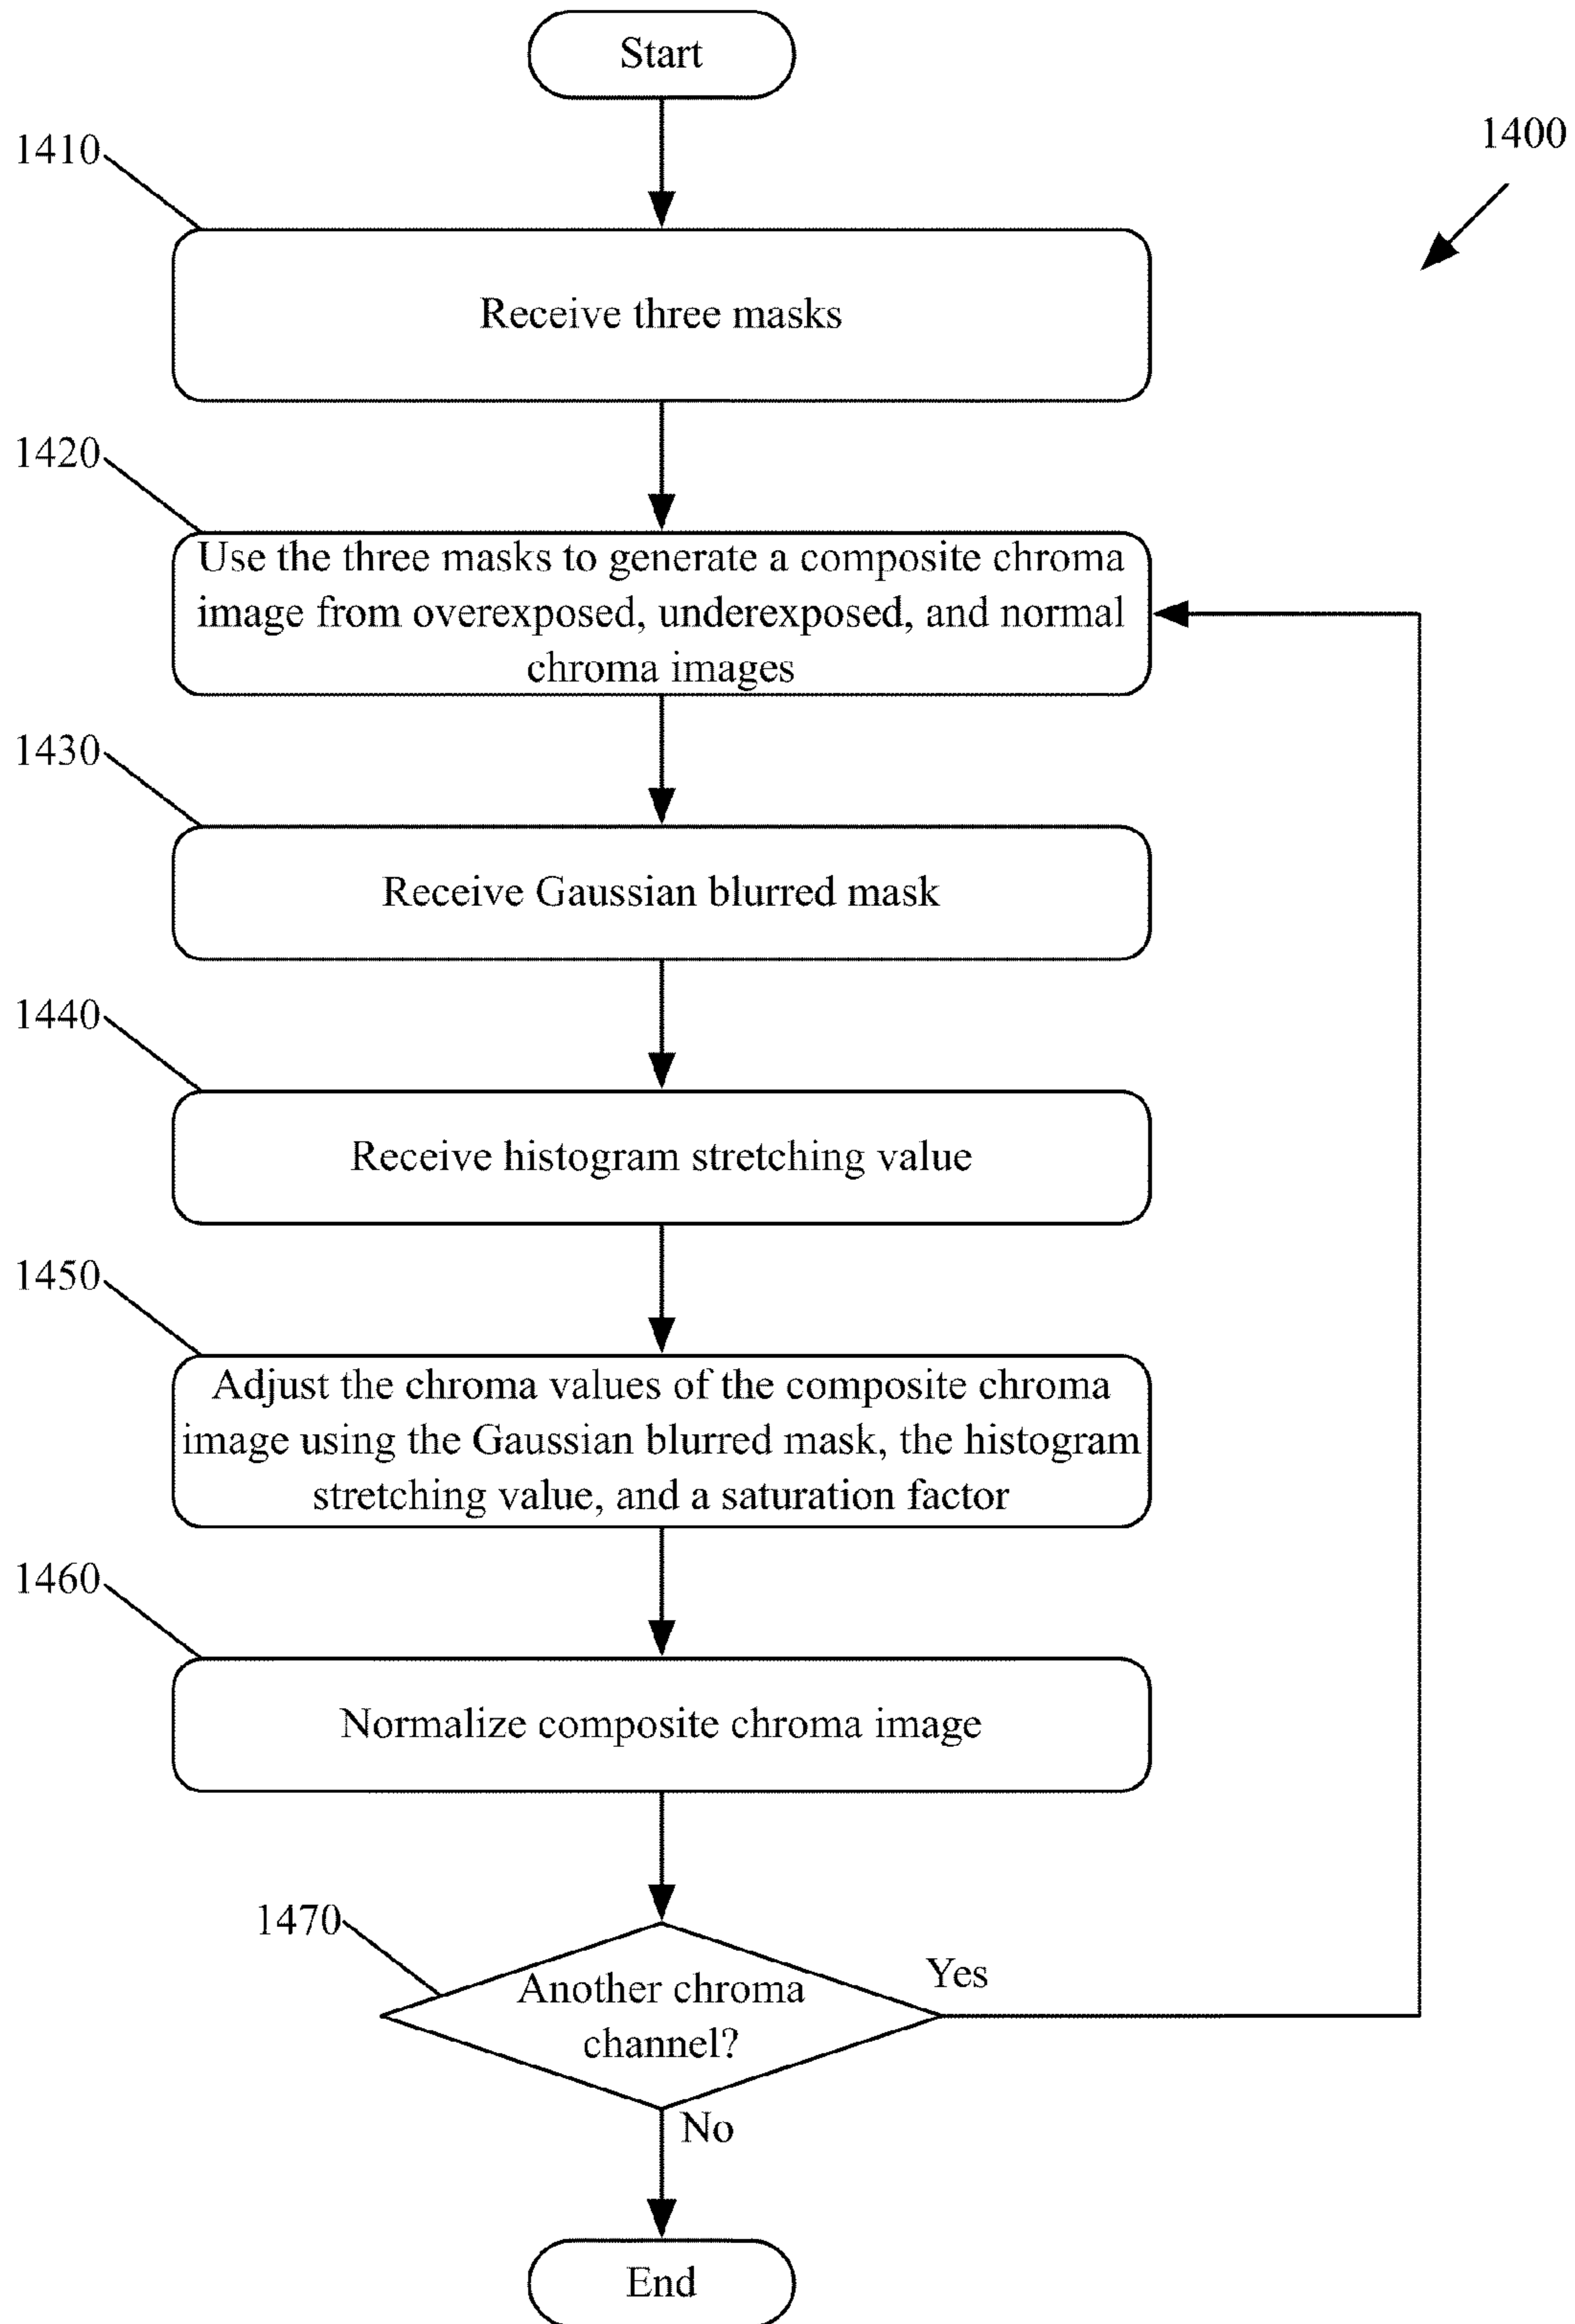 Start
1400
1410
Receive three masks
1420
Use the three masks to generate a composite chroma
image from overexposed, underexposed, and normal
chroma images
1430
Receive Gaussian blurred mask
1440
Receive histogram stretching value
1450
Adjust the chroma values of the composite chroma
image using the Gaussian blurred mask, the histogram
stretching value, and a saturation factor
1460
Normalize composite chroma image
1470
Another chroma
channel?
Yes
No
End